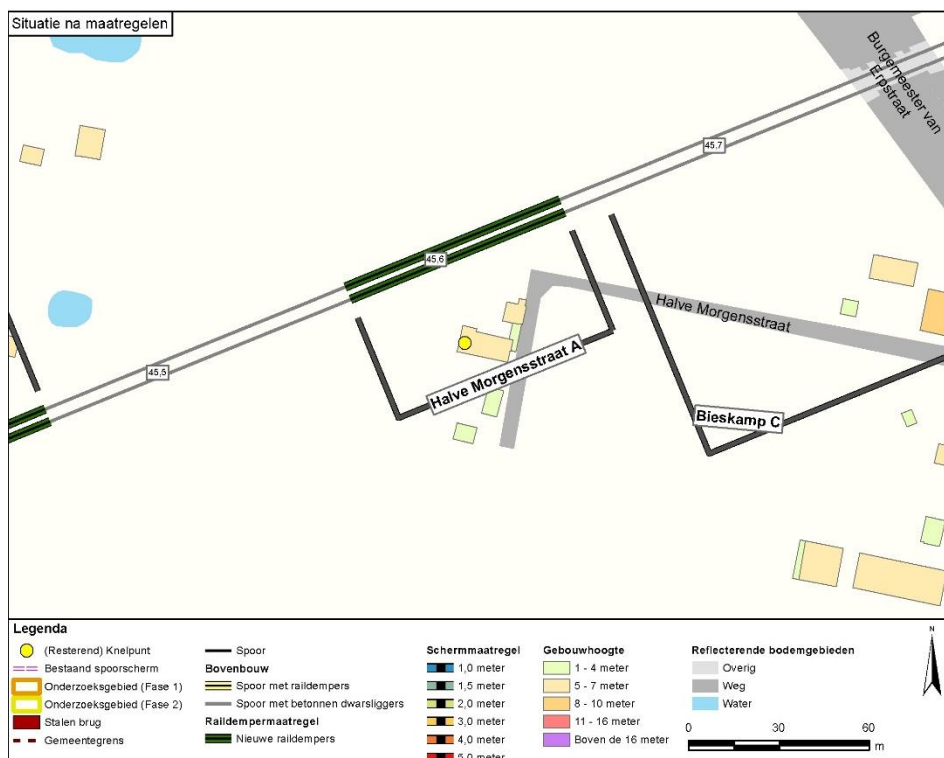 Situatie na maatregelen
Burgemeester van
Erpstraat
45,7
45,6
Halve Morgensstraat
45,5
Halve Morgensstraat A
Bieskamp C
Legenda
(Resterend) Knelpunt
Bestaand spoorscherm
Onderzoeksgebied (Fase 1)
Onderzoeksgebied (Fase 2)
Stalen brug
Gemeentegrens
Spoor
Bovenbouw
Spoor met raildempers
Spoor met betonnen dwarsliggers
Raildempermaatregel
Nieuwe raildempers
Schermmaatregel
1,0 meter
1,5 meter
2,0 meter
3,0 meter
4,0 meter
5,0 meter
Gebouwhoogte
1 - 4 meter
5 - 7 meter
8 - 10 meter
11 - 16 meter
Boven de 16 meter
Reflecterende bodemgebieden
Overig
Weg
Water
N
0 30 60
m